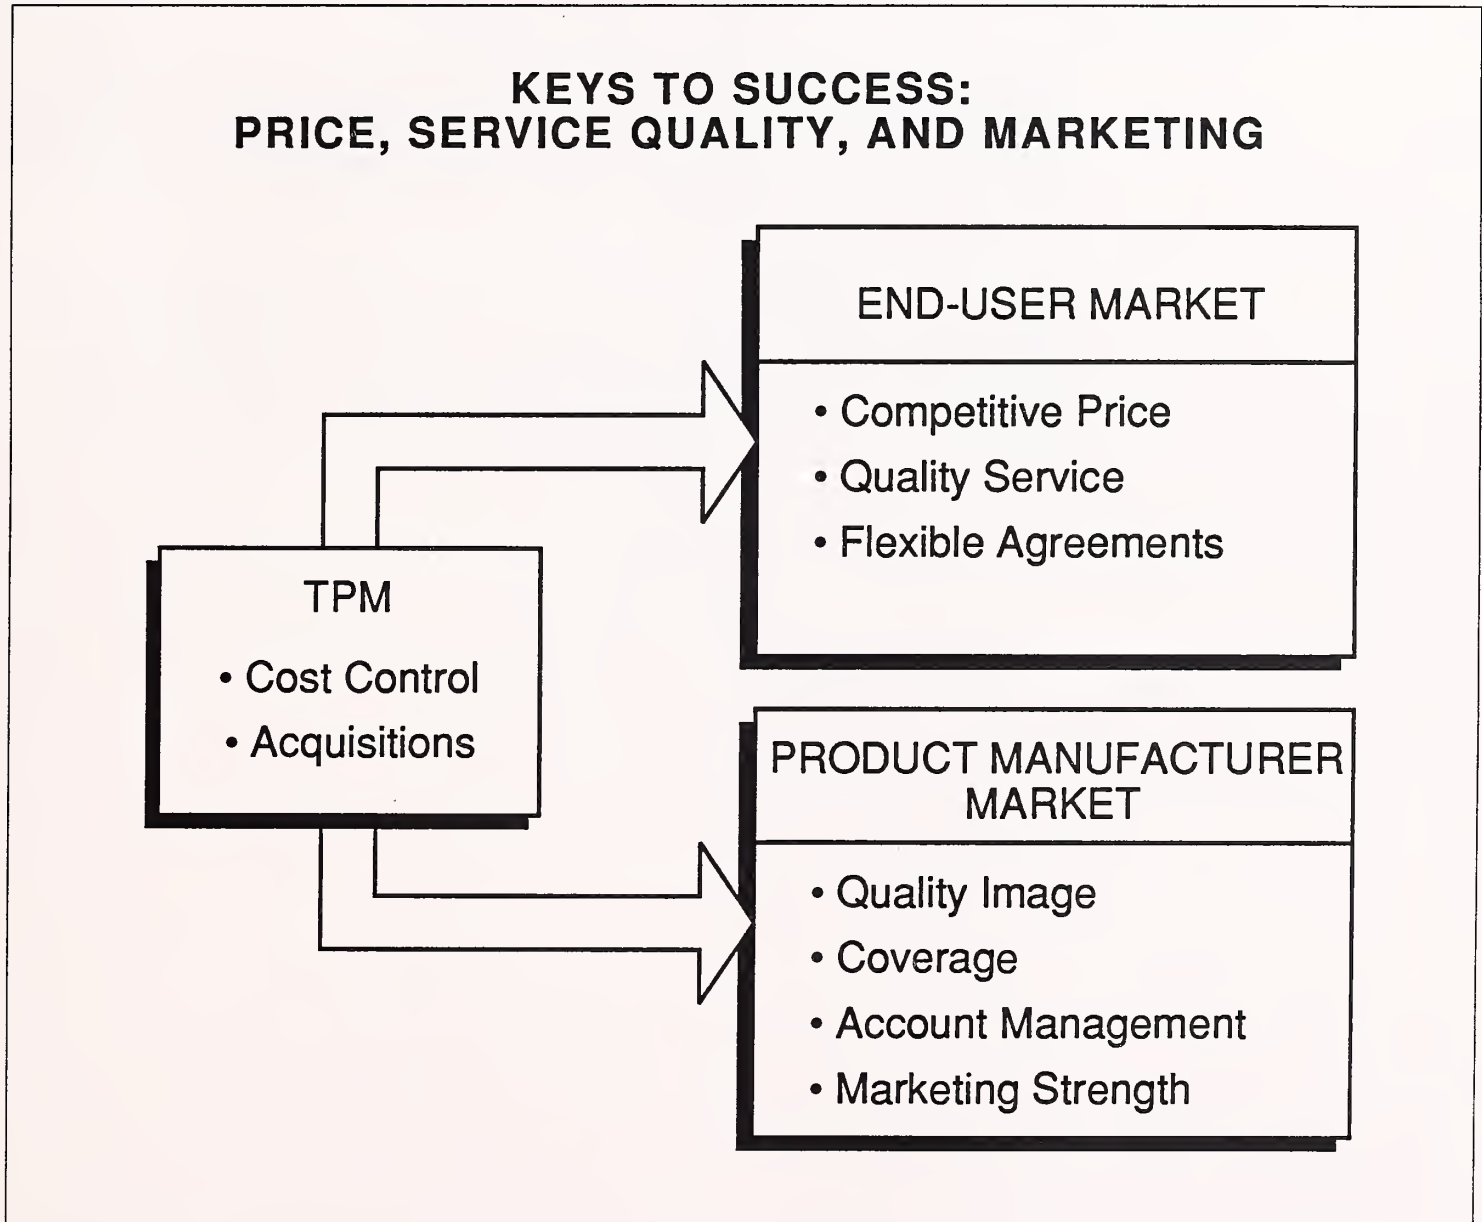 KEYS TO SUCCESS:
PRICE, SERVICE QUALITY, AND MARKETING
END-USER MARKET
• Competitive Price
• Quality Service
• Flexible Agreements
TPM
• Cost Control
• Acquisitions
PRODUCT MANUFACTURER
MARKET
• Quality Image
• Coverage
• Account Management
• Marketing Strength